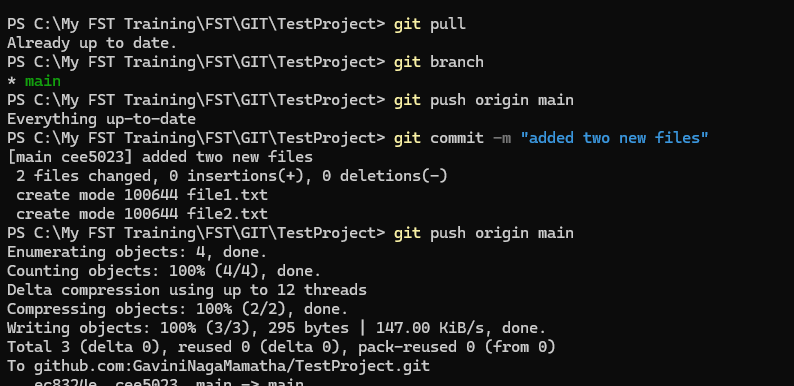 PS C:\My FST Training\FST\GIT\TestProject> git pull
Already up to date.
PS C:\My FST Training\FST\GIT\TestProject> git branch
* main
PS C:\My FST Training\FST\GIT\TestProject> git push origin main
Everything up-to-date
PS C:\My FST Training\FST\GIT\TestProject> git commit -m "added two new files"
[main cee5023] added two new files
 2 files changed, 0 insertions(+), 0 deletions(-)
 create mode 100644 file1.txt
 create mode 100644 file2.txt
PS C:\My FST Training\FST\GIT\TestProject> git push origin main
Enumerating objects: 4, done.
Counting objects: 100% (4/4), done.
Delta compression using up to 12 threads
Compressing objects: 100% (2/2), done.
Writing objects: 100% (3/3), 295 bytes | 147.00 KiB/s, done.
Total 3 (delta 0), reused 0 (delta 0), pack-reused 0 (from 0)
To github.com:GaviniNagaMamatha/TestProject.git
   ec8324e..cee5023  main -> main